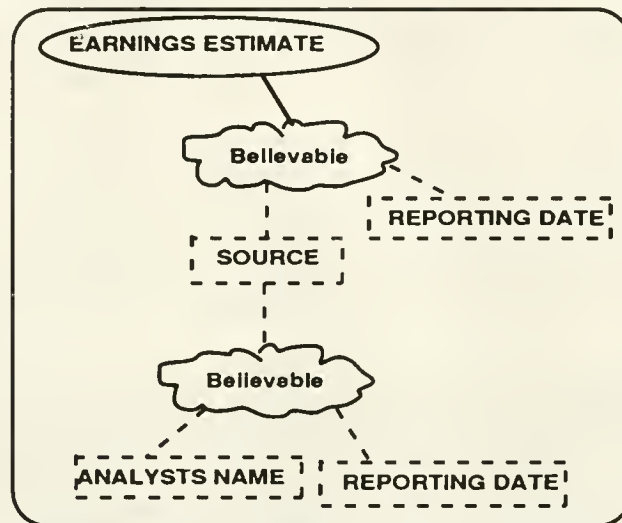 EARNINGS ESTIMATE
Believable
REPORTING DATE
SOURCE
Believable
ANALYSTS NAME
REPORTING DATE